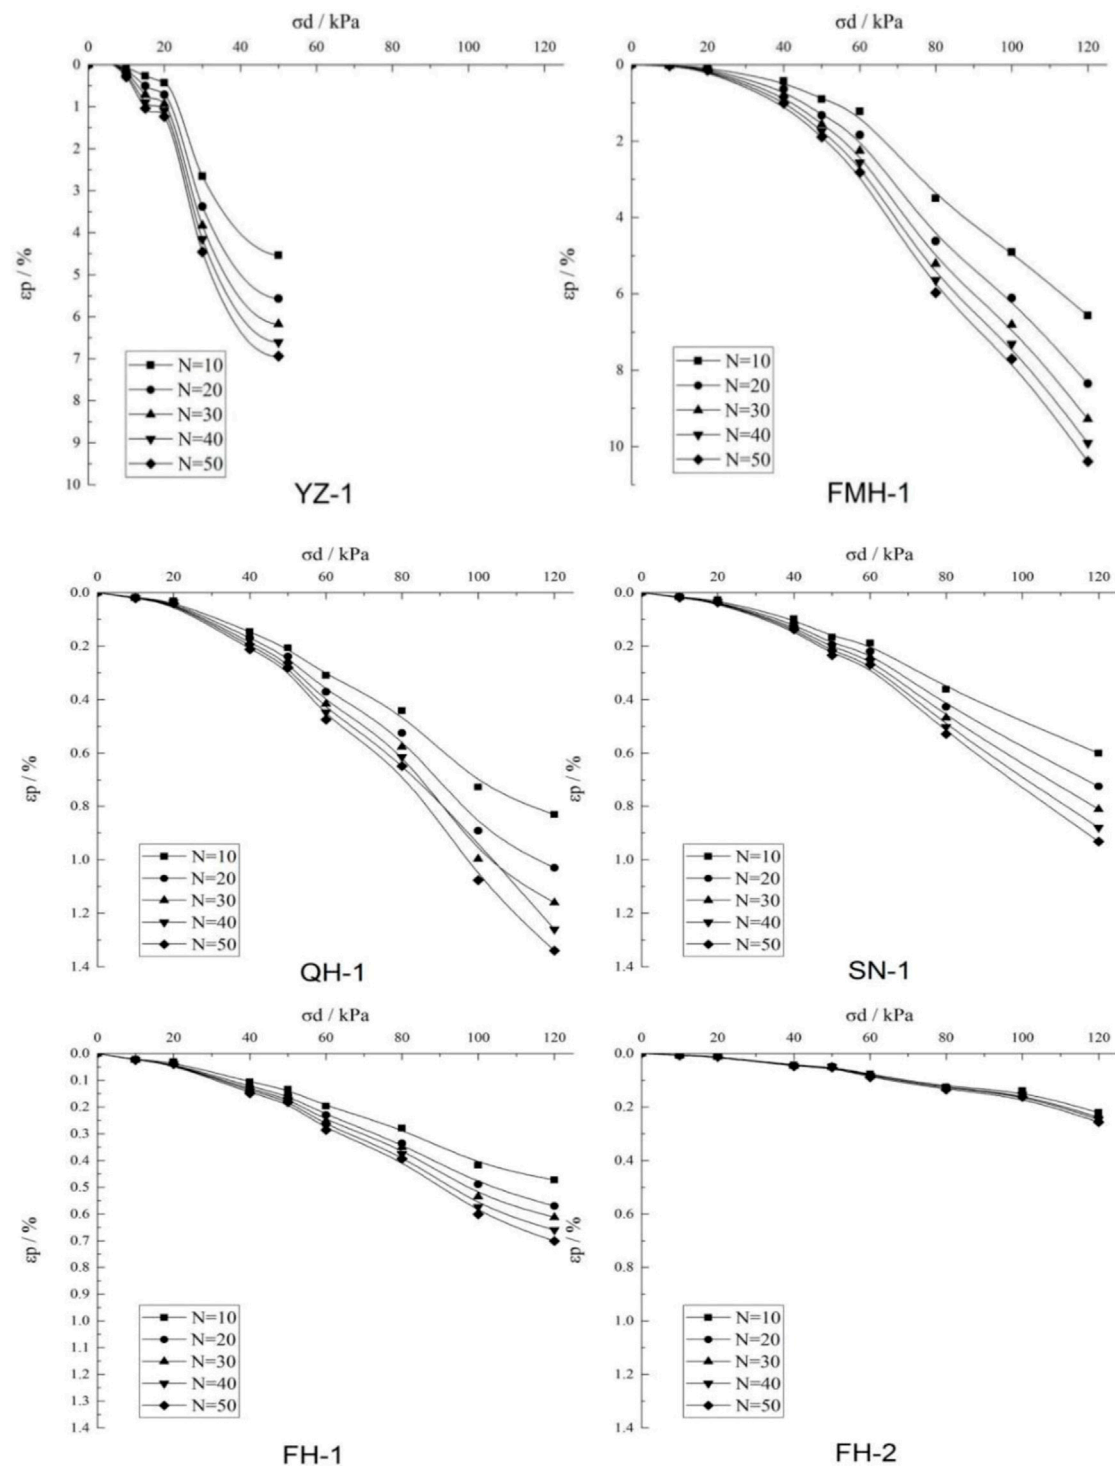 σd / kPa
0 20 40 60 80 100 120
0
1
2
3
4
5
6
7
8
9
10
εp / %
N=10
N=20
N=30
N=40
N=50
YZ-1
σd / kPa
0 20 40 60 80 100 120
0
2
4
6
8
10
εp / %
N=10
N=20
N=30
N=40
N=50
FMH-1
σd / kPa
0 20 40 60 80 100 120
0.0
0.2
0.4
0.6
0.8
1.0
1.2
1.4
εp / %
N=10
N=20
N=30
N=40
N=50
QH-1
σd / kPa
0 20 40 60 80 100 120
0.0
0.2
0.4
0.6
0.8
1.0
1.2
1.4
εp / %
N=10
N=20
N=30
N=40
N=50
SN-1
σd / kPa
0 20 40 60 80 100 120
0.0
0.1
0.2
0.3
0.4
0.5
0.6
0.7
0.8
0.9
1.0
1.1
1.2
1.3
1.4
εp / %
N=10
N=20
N=30
N=40
N=50
FH-1
σd / kPa
0 20 40 60 80 100 120
0.0
0.2
0.4
0.6
0.8
1.0
1.2
1.4
εp / %
N=10
N=20
N=30
N=40
N=50
FH-2